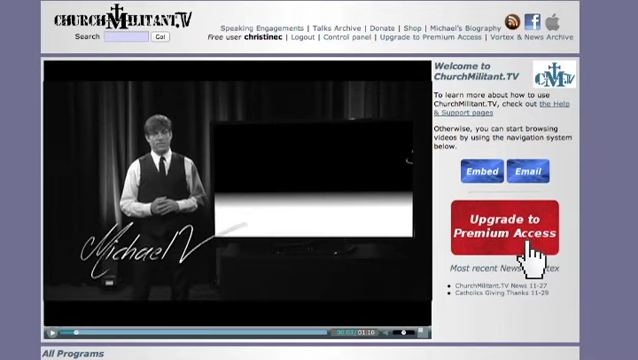 ChurchMilitant.TV
Speaking Engagements | Talks Archive | Donate | Shop | Michael's Biography
Search Go!
Free user christinec | Logout | Control panel | Upgrade to Premium Access | Vortex & News Archive
Michael V
Welcome to
ChurchMilitant.TV
CM.TV
To learn more about how to use
ChurchMilitant.TV, check out the Help
& Support pages
Otherwise, you can start browsing
videos by using the navigation system
below.
Embed Email
Upgrade to
Premium Access
Most recent News
ChurchMilitant.TV News 11-27
Catholics Giving Thanks 11-29
01:10
All Programs